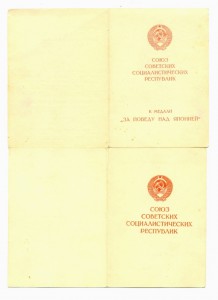 СОЮЗ
СОВЕТСКИХ
СОЦИАЛИСТИЧЕСКИХ
РЕСПУБЛИК
К МЕДАЛИ
„ЗА ПОБЕДУ НАД ЯПОНИЕЙ“
СОЮЗ
СОВЕТСКИХ
СОЦИАЛИСТИЧЕСКИХ
РЕСПУБЛИК